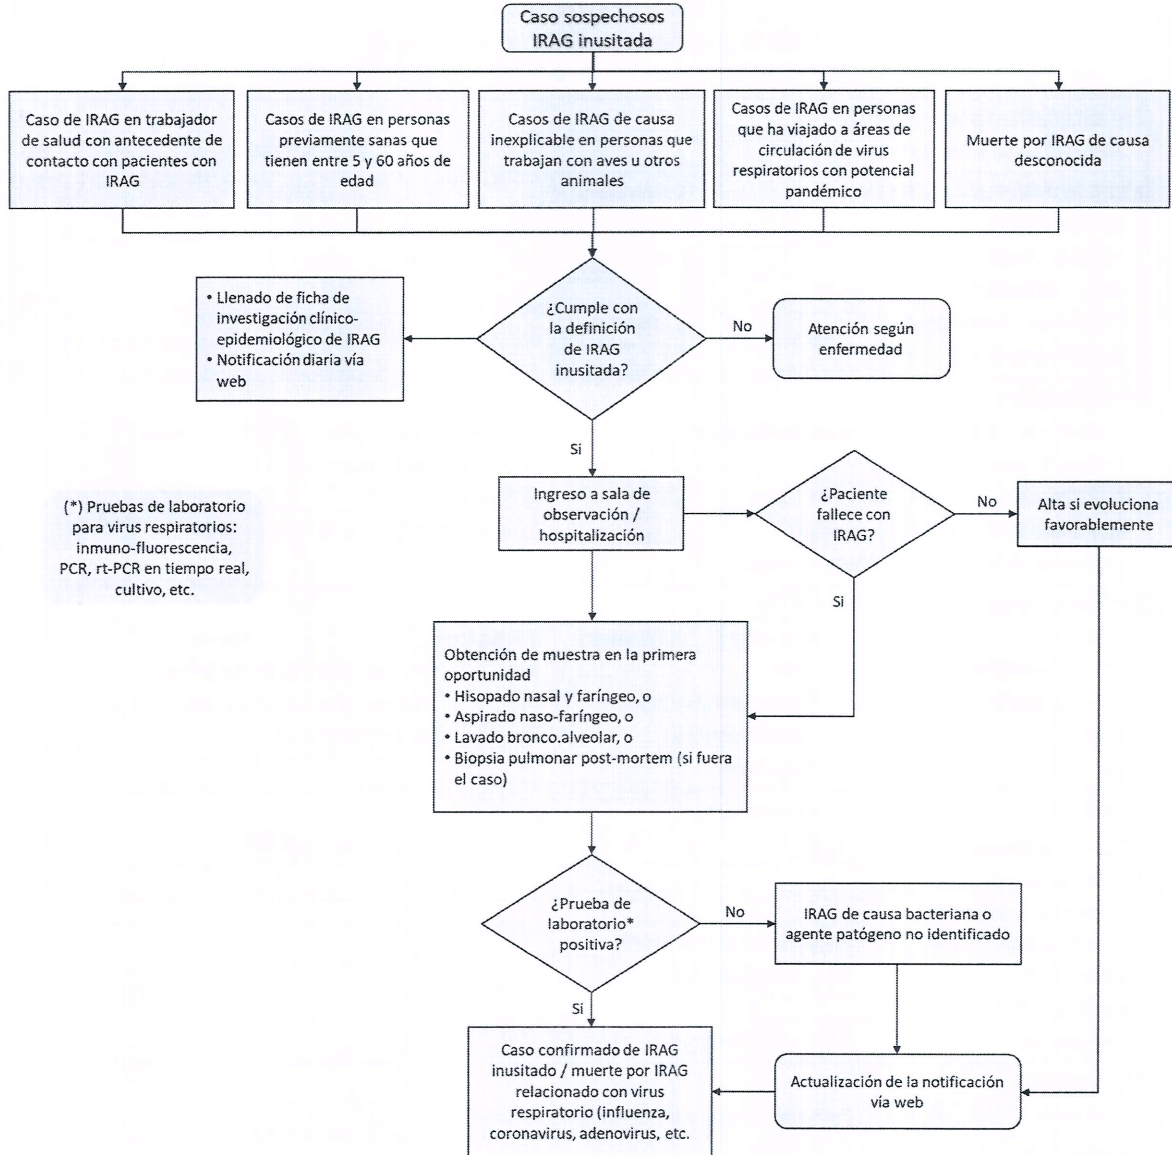 Caso sospechosos
IRAG inusitada
Caso de IRAG en trabajador
de salud con antecedente de
contacto con pacientes con
IRAG
Casos de IRAG en personas
previamente sanas que
tienen entre 5 y 60 años de
edad
Casos de IRAG de causa
inexplicable en personas que
trabajan con aves u otros
animales
Casos de IRAG en personas
que ha viajado a áreas de
circulación de virus
respiratorios con potencial
pandémico
Muerte por IRAG de causa
desconocida
• Llenado de ficha de
investigación clínico-
epidemiológico de IRAG
• Notificación diaria vía
web
¿Cumple con
la definición
de IRAG
inusitada?
No
Atención según
enfermedad
Si
(*) Pruebas de laboratorio
para virus respiratorios:
inmuno-fluorescencia,
PCR, rt-PCR en tiempo real,
cultivo, etc.
Ingreso a sala de
observación /
hospitalización
¿Paciente
fallece con
IRAG?
No
Alta si evoluciona
favorablemente
Si
Obtención de muestra en la primera
oportunidad
• Hisopado nasal y faríngeo, o
• Aspirado naso-faríngeo, o
• Lavado bronco.alveolar, o
• Biopsia pulmonar post-mortem (si fuera
el caso)
¿Prueba de
laboratorio*
positiva?
No
IRAG de causa bacteriana o
agente patógeno no identificado
Si
Caso confirmado de IRAG
inusitado / muerte por IRAG
relacionado con virus
respiratorio (influenza,
coronavirus, adenovirus, etc.
Actualización de la notificación
vía web